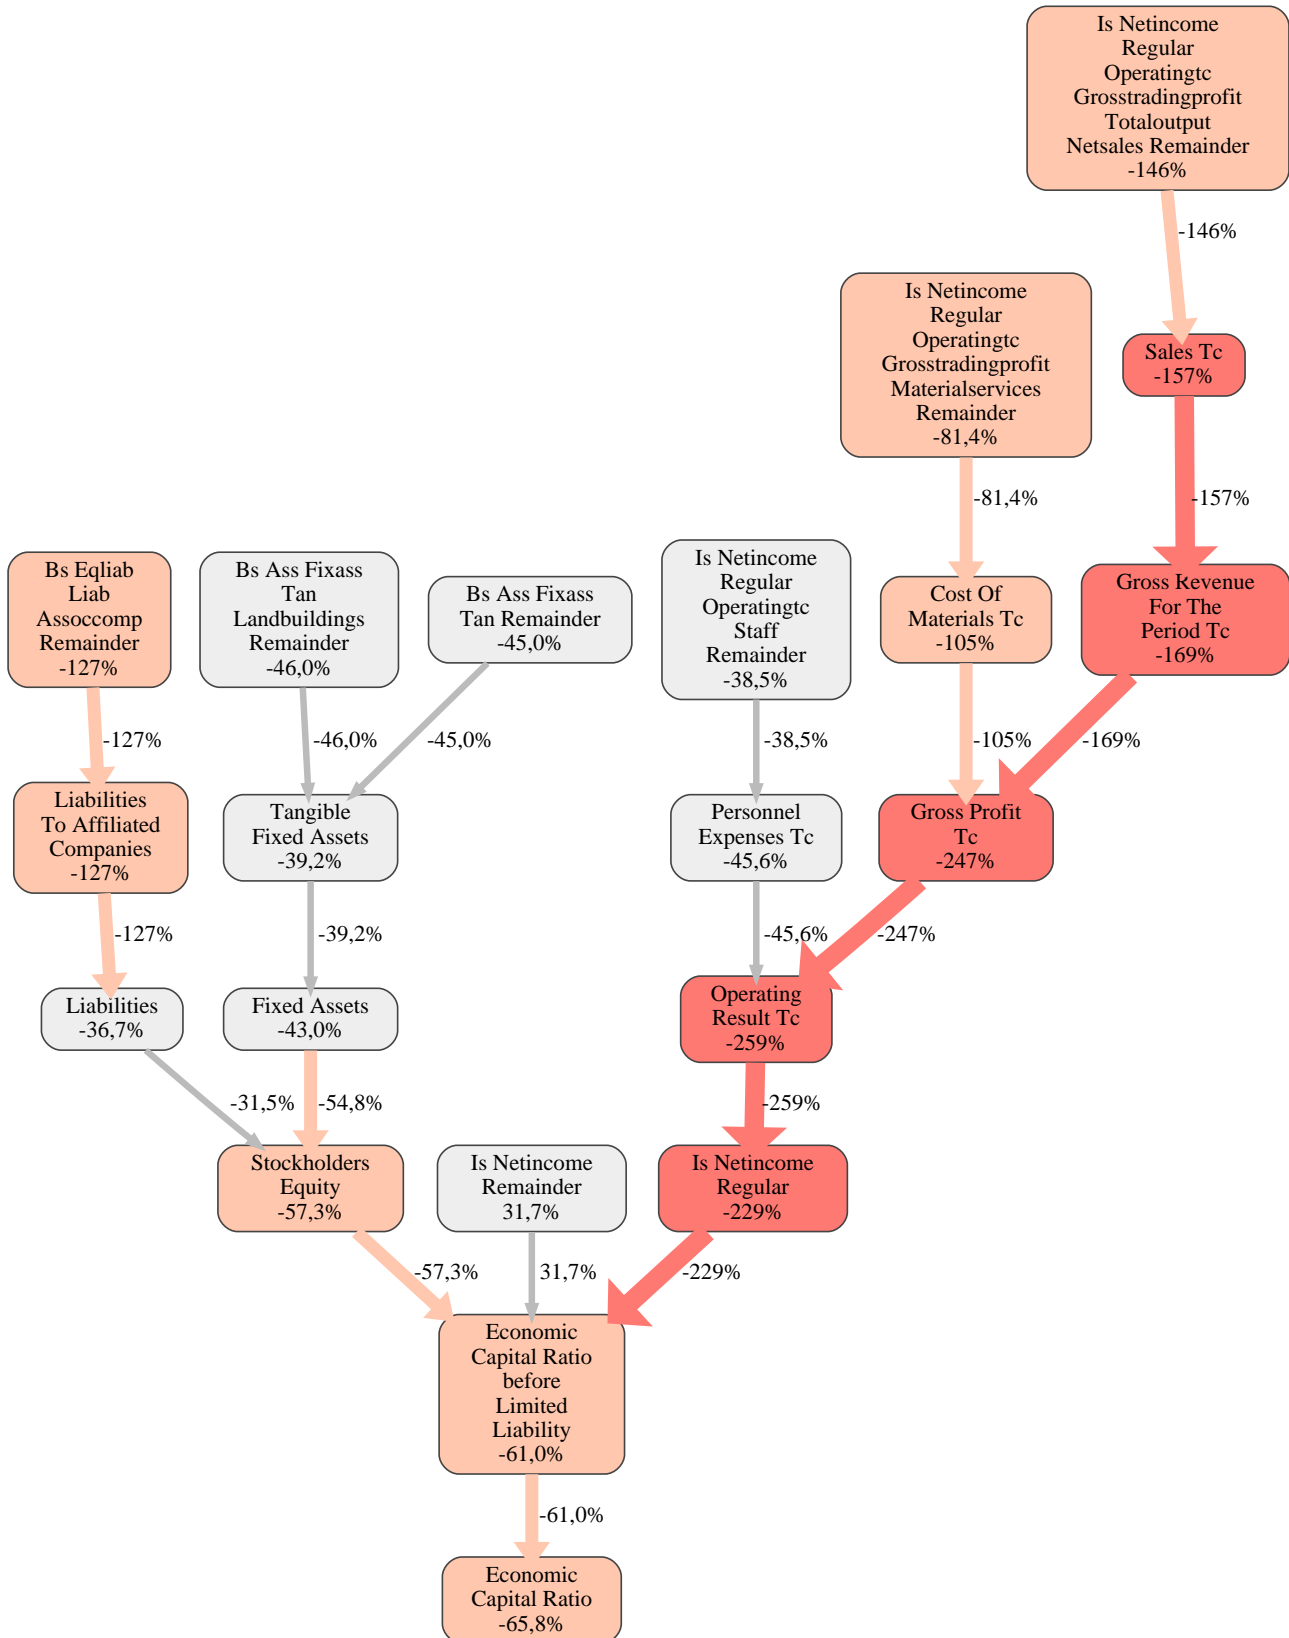 Is Netincome
Regular
Operatingtc
Grosstradingprofit
Totaloutput
Netsales Remainder
-146%
-146%
Is Netincome
Regular
Operatingtc
Grosstradingprofit
Materialservices
Remainder
-81,4%
Sales Tc
-157%
-81,4%
-157%
Bs Eqliab
Liab
Assoccomp
Remainder
-127%
Bs Ass Fixass
Tan
Landbuildings
Remainder
-46,0%
Bs Ass Fixass
Tan Remainder
-45,0%
Is Netincome
Regular
Operatingtc
Staff
Remainder
-38,5%
Cost Of
Materials Tc
-105%
Gross Revenue
For The
Period Tc
-169%
-127%
-46,0%
-45,0%
-38,5%
-105%
-169%
Liabilities
To Affiliated
Companies
-127%
Tangible
Fixed Assets
-39,2%
Personnel
Expenses Tc
-45,6%
Gross Profit
Tc
-247%
-127%
-39,2%
-45,6%
-247%
Liabilities
-36,7%
Fixed Assets
-43,0%
Operating
Result Tc
-259%
-31,5%
-54,8%
-259%
Stockholders
Equity
-57,3%
Is Netincome
Remainder
31,7%
Is Netincome
Regular
-229%
-57,3%
31,7%
-229%
Economic
Capital Ratio
before
Limited
Liability
-61,0%
-61,0%
Economic
Capital Ratio
-65,8%